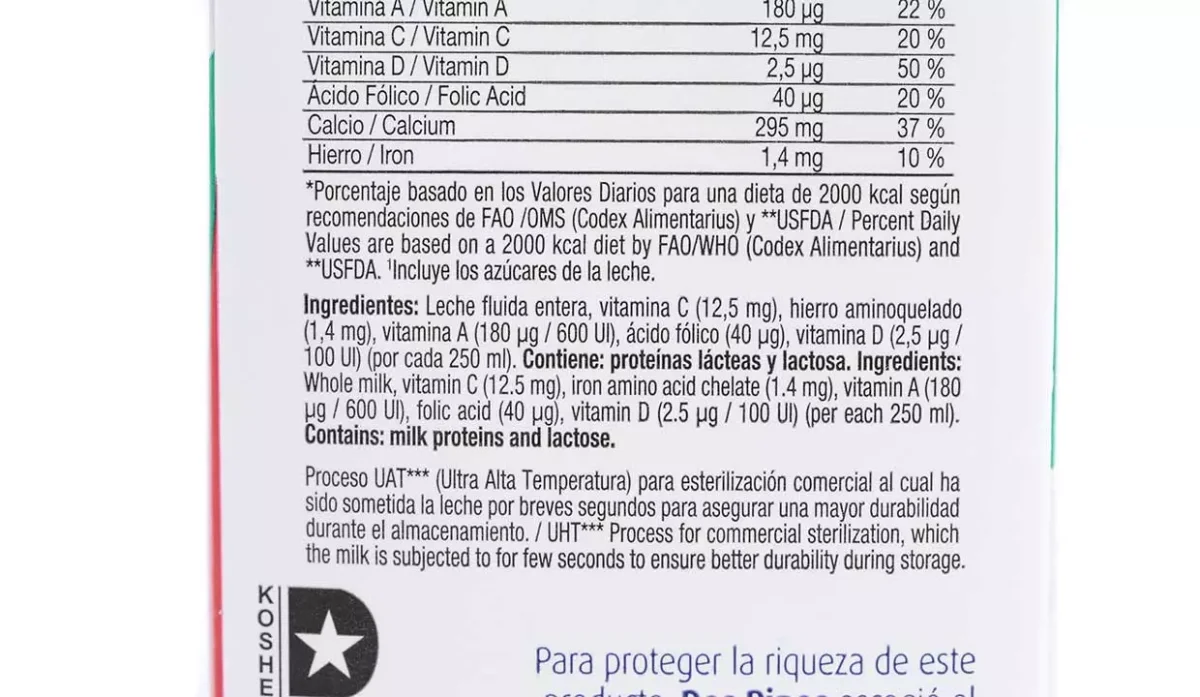 Vitamina A / Vitamin A 180 µg 22 %
Vitamina C / Vitamin C 12,5 mg 20 %
Vitamina D / Vitamin D 2,5 µg 50 %
Ácido Fólico / Folic Acid 40 µg 20 %
Calcio / Calcium 295 mg 37 %
Hierro / Iron 1,4 mg 10 %
*Porcentaje basado en los Valores Diarios para una dieta de 2000 kcal según
recomendaciones de FAO /OMS (Codex Alimentarius) y **USFDA / Percent Daily
Values are based on a 2000 kcal diet by FAO/WHO (Codex Alimentarius) and
**USFDA. ¹Incluye los azúcares de la leche.
Ingredientes: Leche fluida entera, vitamina C (12,5 mg), hierro aminoquelado
(1,4 mg), vitamina A (180 µg / 600 UI), ácido fólico (40 µg), vitamina D (2,5 µg /
100 UI) (por cada 250 ml). Contiene: proteínas lácteas y lactosa. Ingredients:
Whole milk, vitamin C (12.5 mg), iron amino acid chelate (1.4 mg), vitamin A (180
µg / 600 UI), folic acid (40 µg), vitamin D (2.5 µg / 100 UI) (per each 250 ml).
Contains: milk proteins and lactose.
Proceso UAT*** (Ultra Alta Temperatura) para esterilización comercial al cual ha
sido sometida la leche por breves segundos para asegurar una mayor durabilidad
durante el almacenamiento. / UHT*** Process for commercial sterilization, which
the milk is subjected to for few seconds to ensure better durability during storage.
KOSHE
D
Para proteger la riqueza de este
producto, Dos Pinos